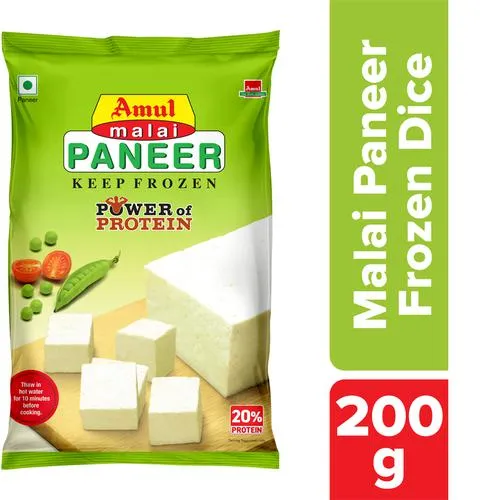 Paneer
Amul
malai
PANEER
KEEP FROZEN
POWER of
PROTEIN
Thaw in
hot water
for 10 minutes
before
cooking.
20%
PROTEIN
Malai Paneer
Frozen Dice
200
g